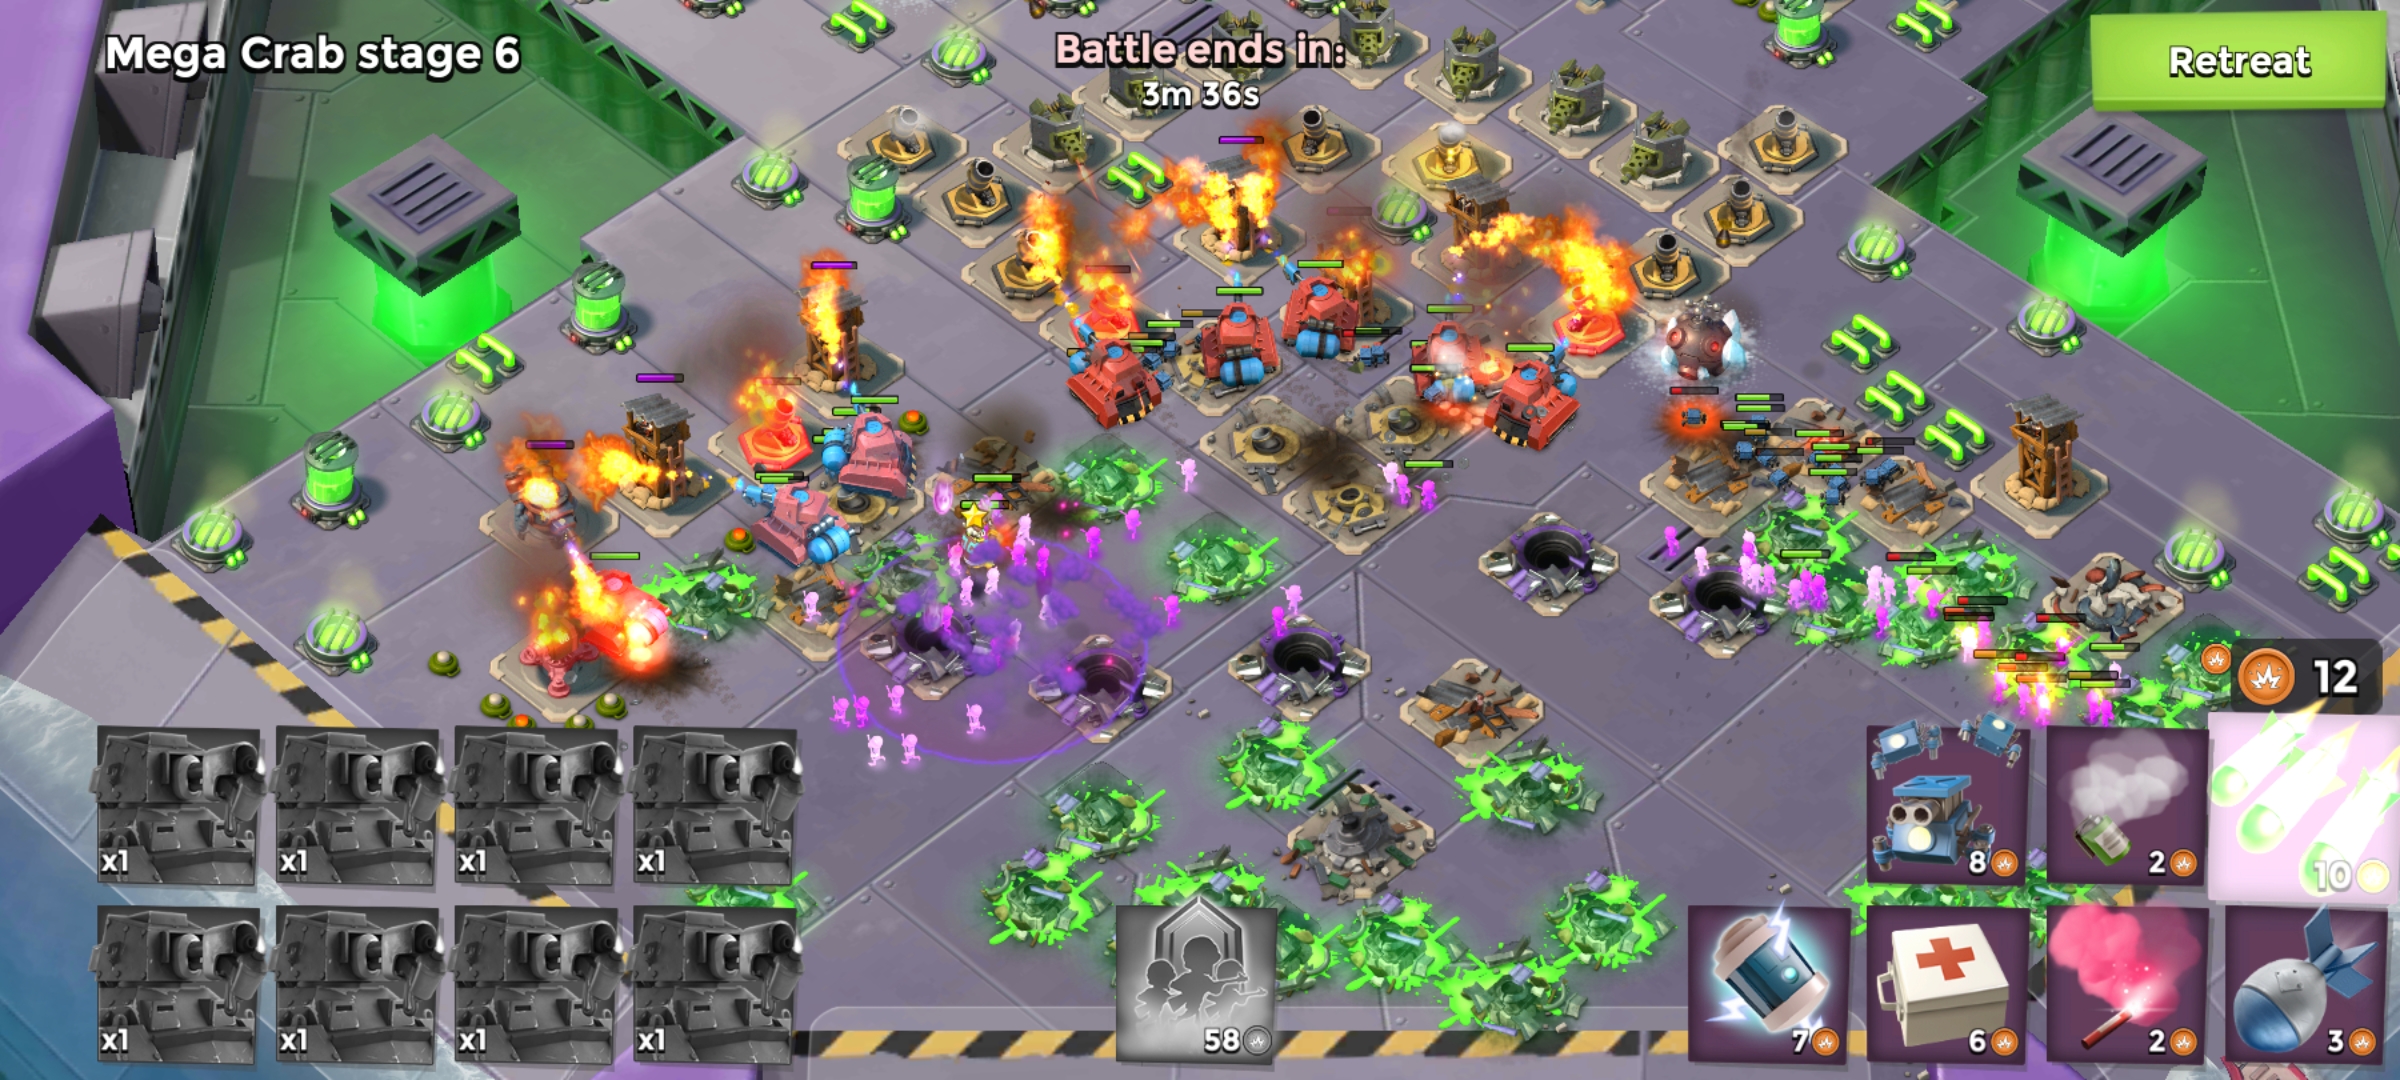 Mega Crab stage 6
Battle ends in:
3m 36s
Retreat
12
x1
x1
x1
x1
8
2
10
x1
x1
x1
x1
58
7
6
2
3